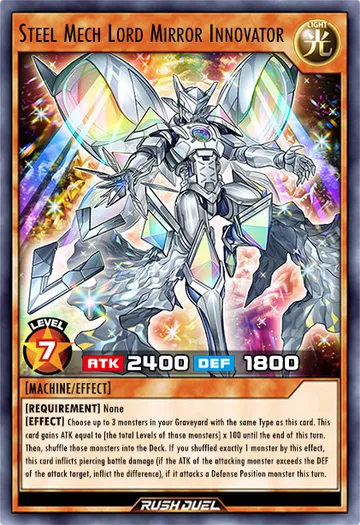 STEEL MECH LORD MIRROR INNOVATOR
LIGHT
光
LEVEL
7
ATK 2400 DEF 1800
[MACHINE/EFFECT]
[REQUIREMENT] None
[EFFECT] Choose up to 3 monsters in your Graveyard with the same Type as this card. This
card gains ATK equal to [the total Levels of those monsters] x 100 until the end of this turn.
Then, shuffle those monsters into the Deck. If you shuffled exactly 1 monster by this effect,
this card inflicts piercing battle damage (if the ATK of the attacking monster exceeds the DEF
of the attack target, inflict the difference), if it attacks a Defense Position monster this turn.
RUSH DUEL